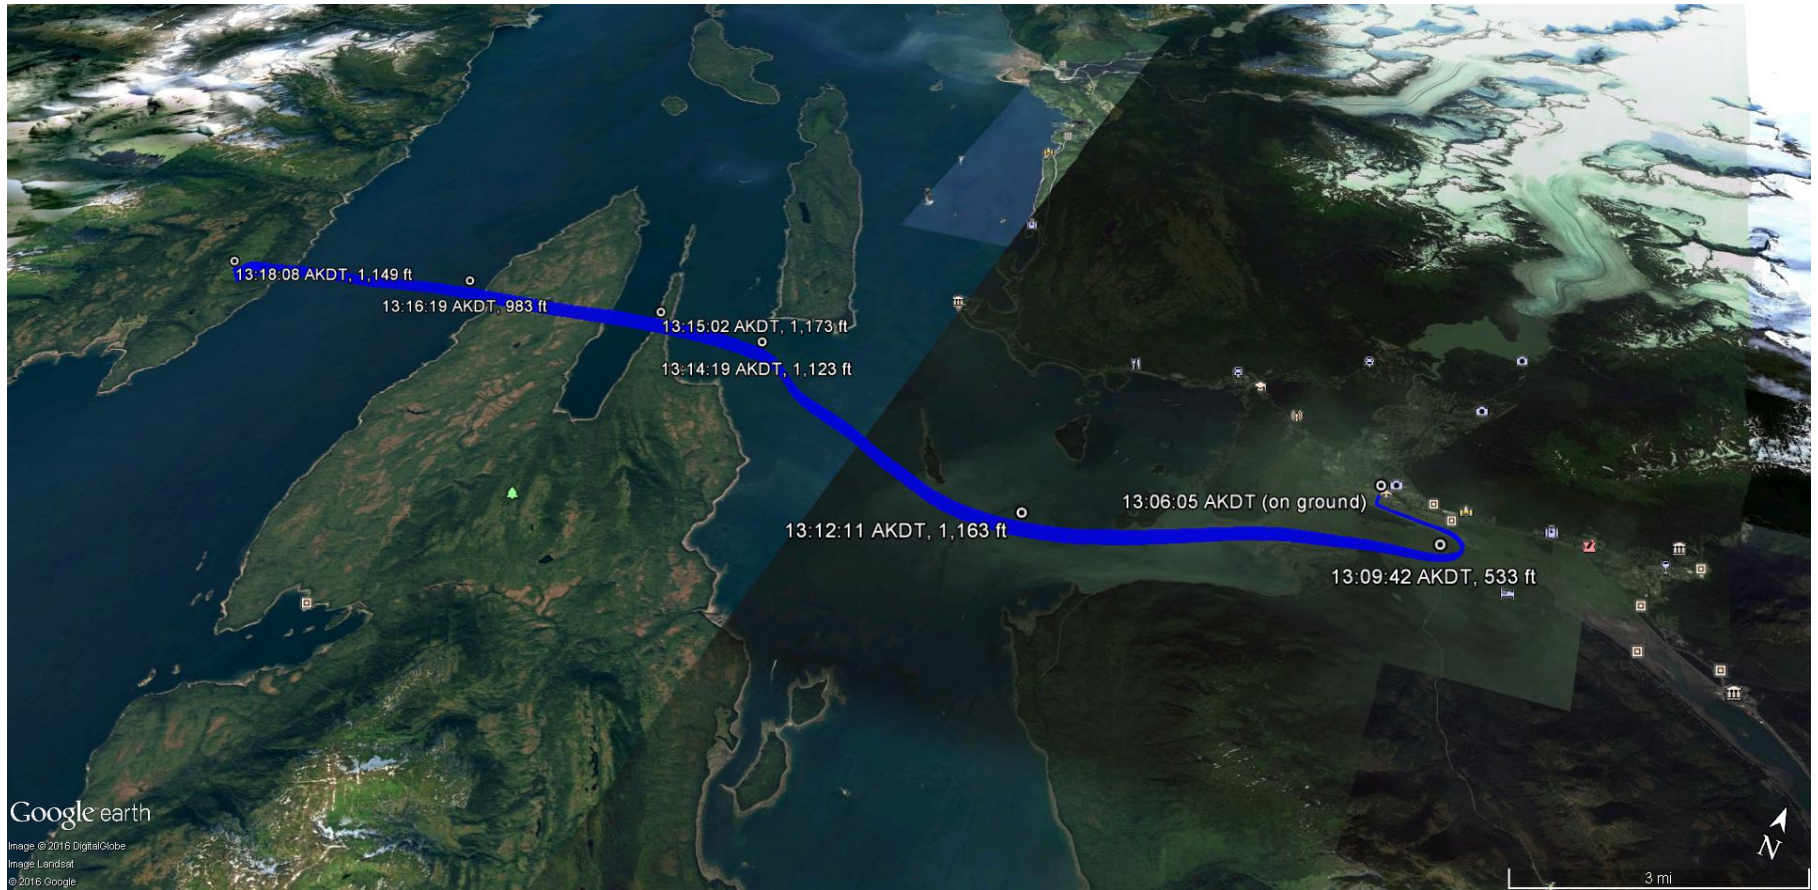 13:18:08 AKDT, 1,149 ft
13:16:19 AKDT, 983 ft
13:15:02 AKDT, 1,173 ft
13:14:19 AKDT, 1,123 ft
13:06:05 AKDT (on ground)
13:12:11 AKDT, 1,163 ft
13:09:42 AKDT, 533 ft
Google earth
Image © 2016 DigitalGlobe
Image Landsat
© 2016 Google
N
3 mi